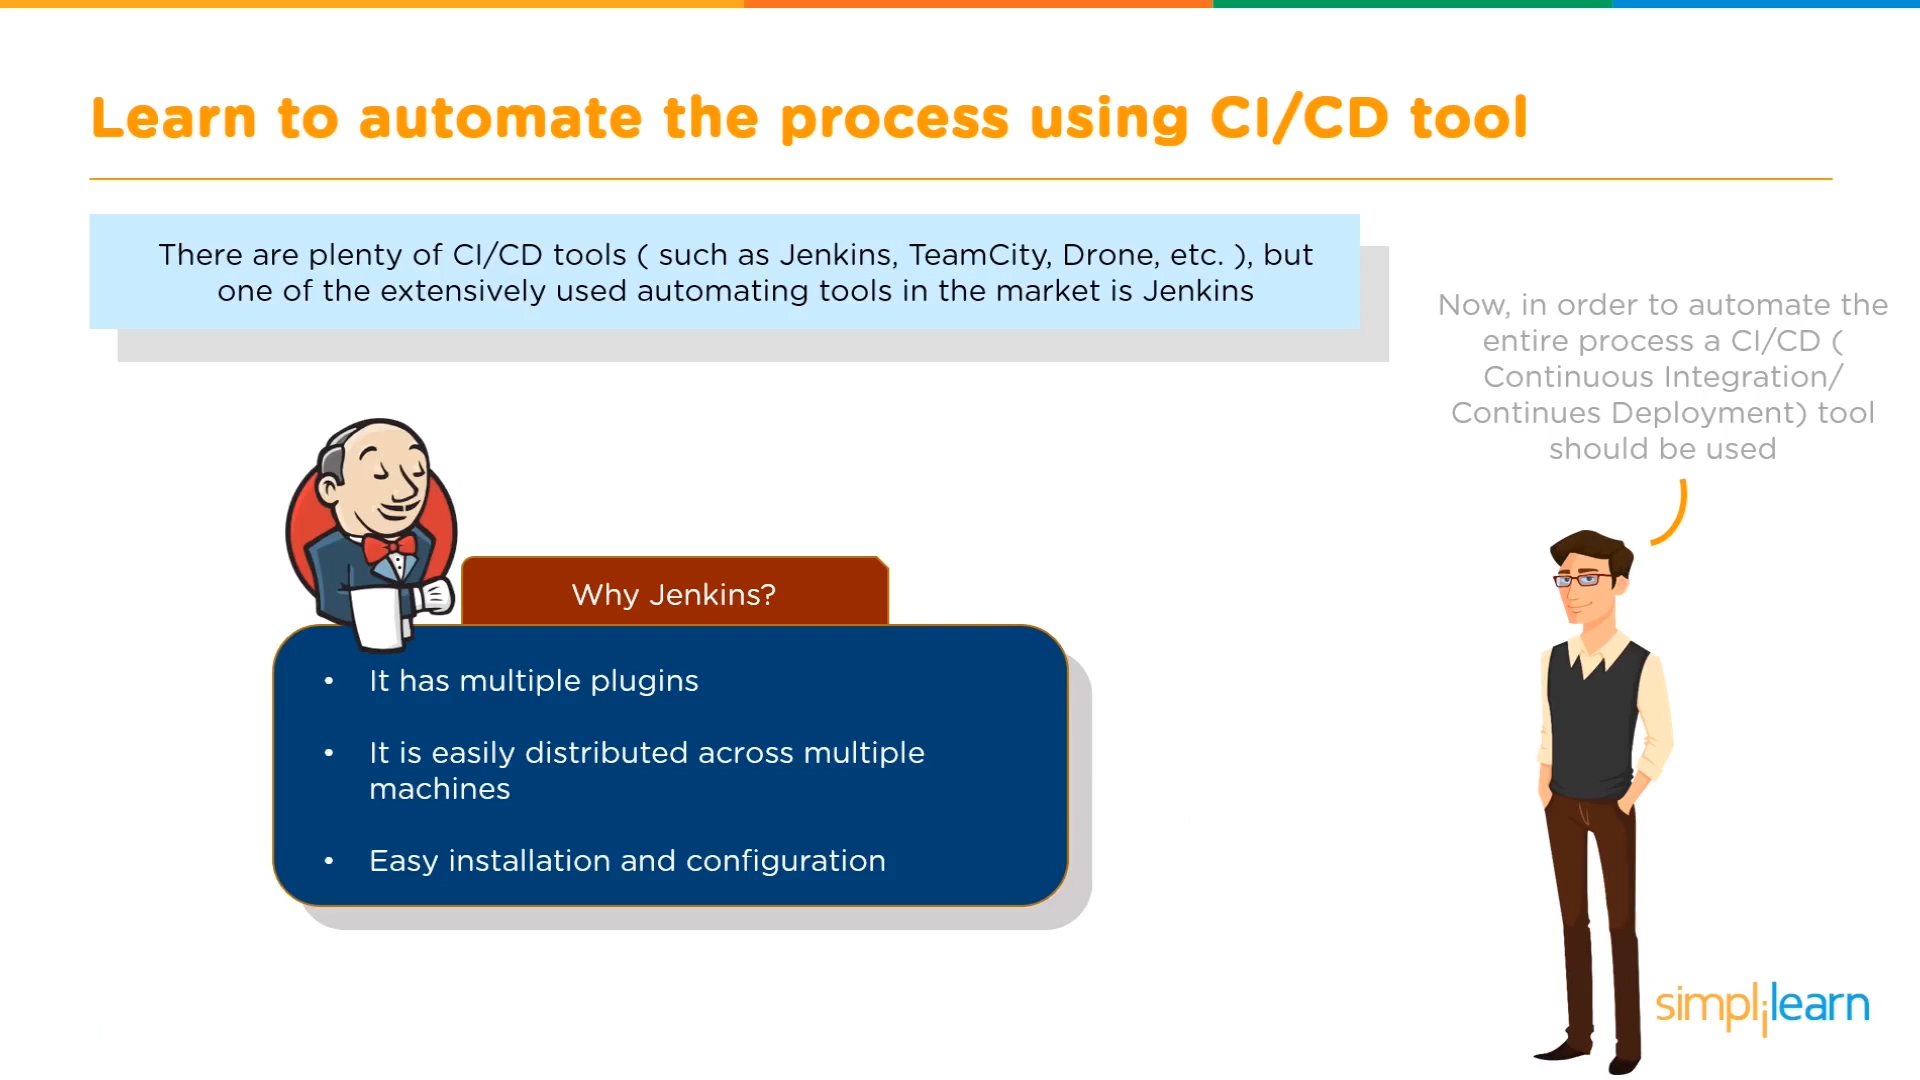 Learn to automate the process using CI/CD tool
There are plenty of CI/CD tools ( such as Jenkins, TeamCity, Drone, etc. ), but
one of the extensively used automating tools in the market is Jenkins
Now, in order to automate the
entire process a CI/CD (
Continuous Integration/
Continues Deployment) tool
should be used
Why Jenkins?
• It has multiple plugins
• It is easily distributed across multiple
machines
• Easy installation and configuration
simplilearn